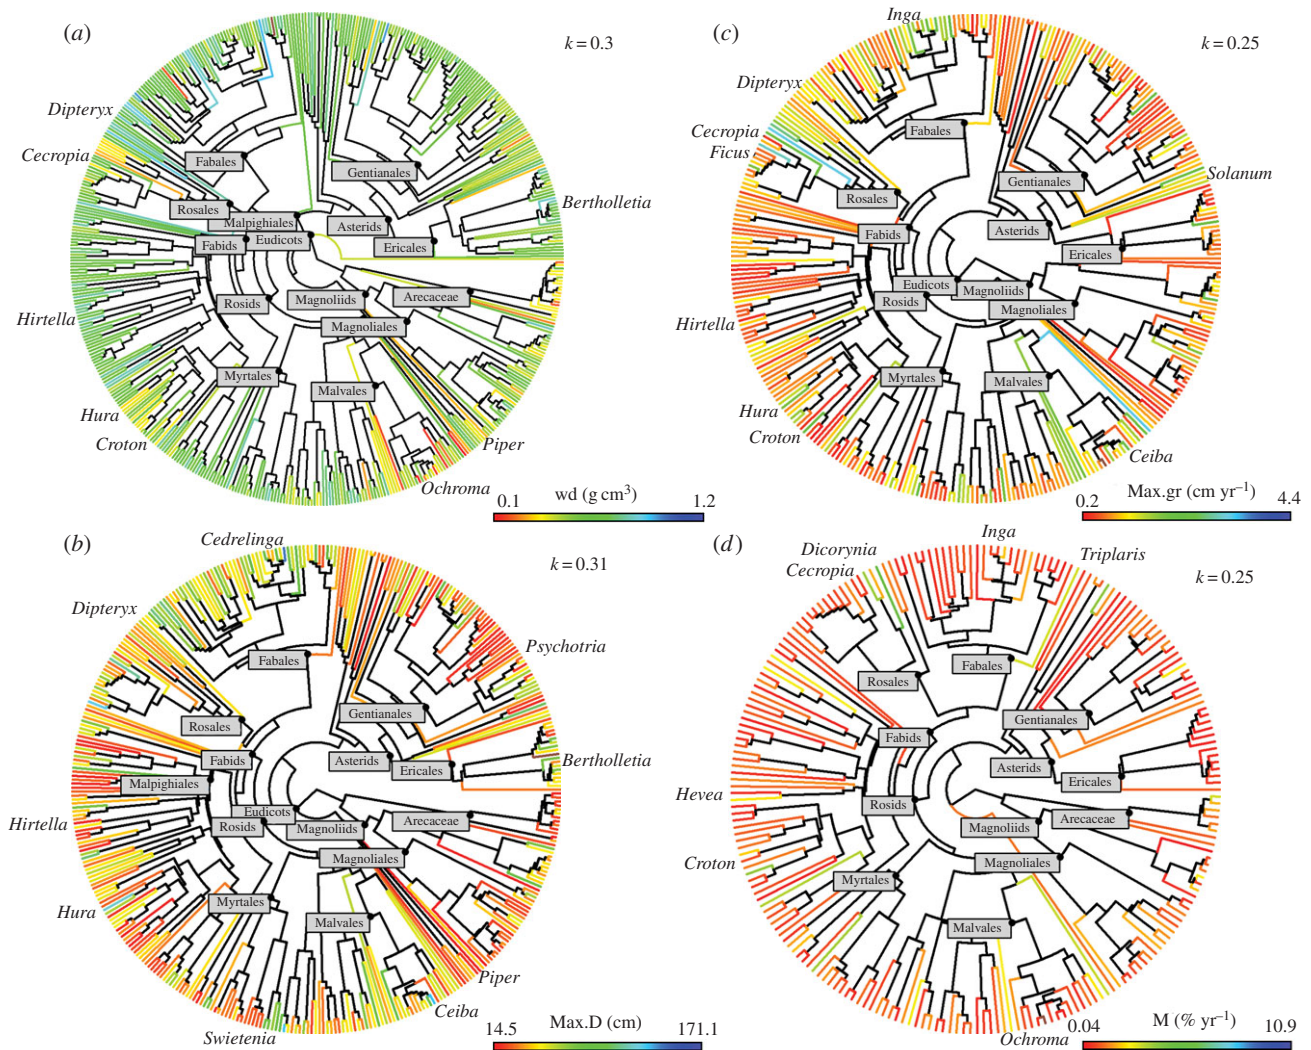 (a)
k = 0.3
Dipteryx
Cecropia
Fabales
Gentianales
Bertholletia
Rosales
Malpighiales
Asterids
Fabids
Eudicots
Ericales
Rosids
Magnoliids
Arecaceae
Hirtella
Magnoliales
Myrtales
Malvales
Hura
Croton
Piper
Ochroma
0.1 wd (g cm³) 1.2
(c)
Inga
k = 0.25
Dipteryx
Cecropia
Ficus
Fabales
Solanum
Gentianales
Rosales
Fabids
Asterids
Ericales
Eudicots
Magnoliids
Rosids
Magnoliales
Hirtella
Myrtales
Malvales
Hura
Croton
Ceiba
0.2 Max.gr (cm yr⁻¹) 4.4
(b)
Cedrelinga
k = 0.31
Dipteryx
Psychotria
Fabales
Gentianales
Rosales
Fabids
Asterids
Ericales
Bertholletia
Malpighiales
Eudicots
Rosids
Magnoliids
Arecaceae
Hirtella
Magnoliales
Myrtales
Malvales
Hura
Piper
Ceiba
Swietenia
14.5 Max.D (cm) 171.1
(d)
Inga
Dicorynia
Cecropia
Triplaris
k = 0.25
Fabales
Rosales
Gentianales
Fabids
Asterids
Ericales
Hevea
Rosids
Magnoliids
Arecaceae
Croton
Magnoliales
Myrtales
Malvales
Ochroma
0.04 M (% yr⁻¹) 10.9